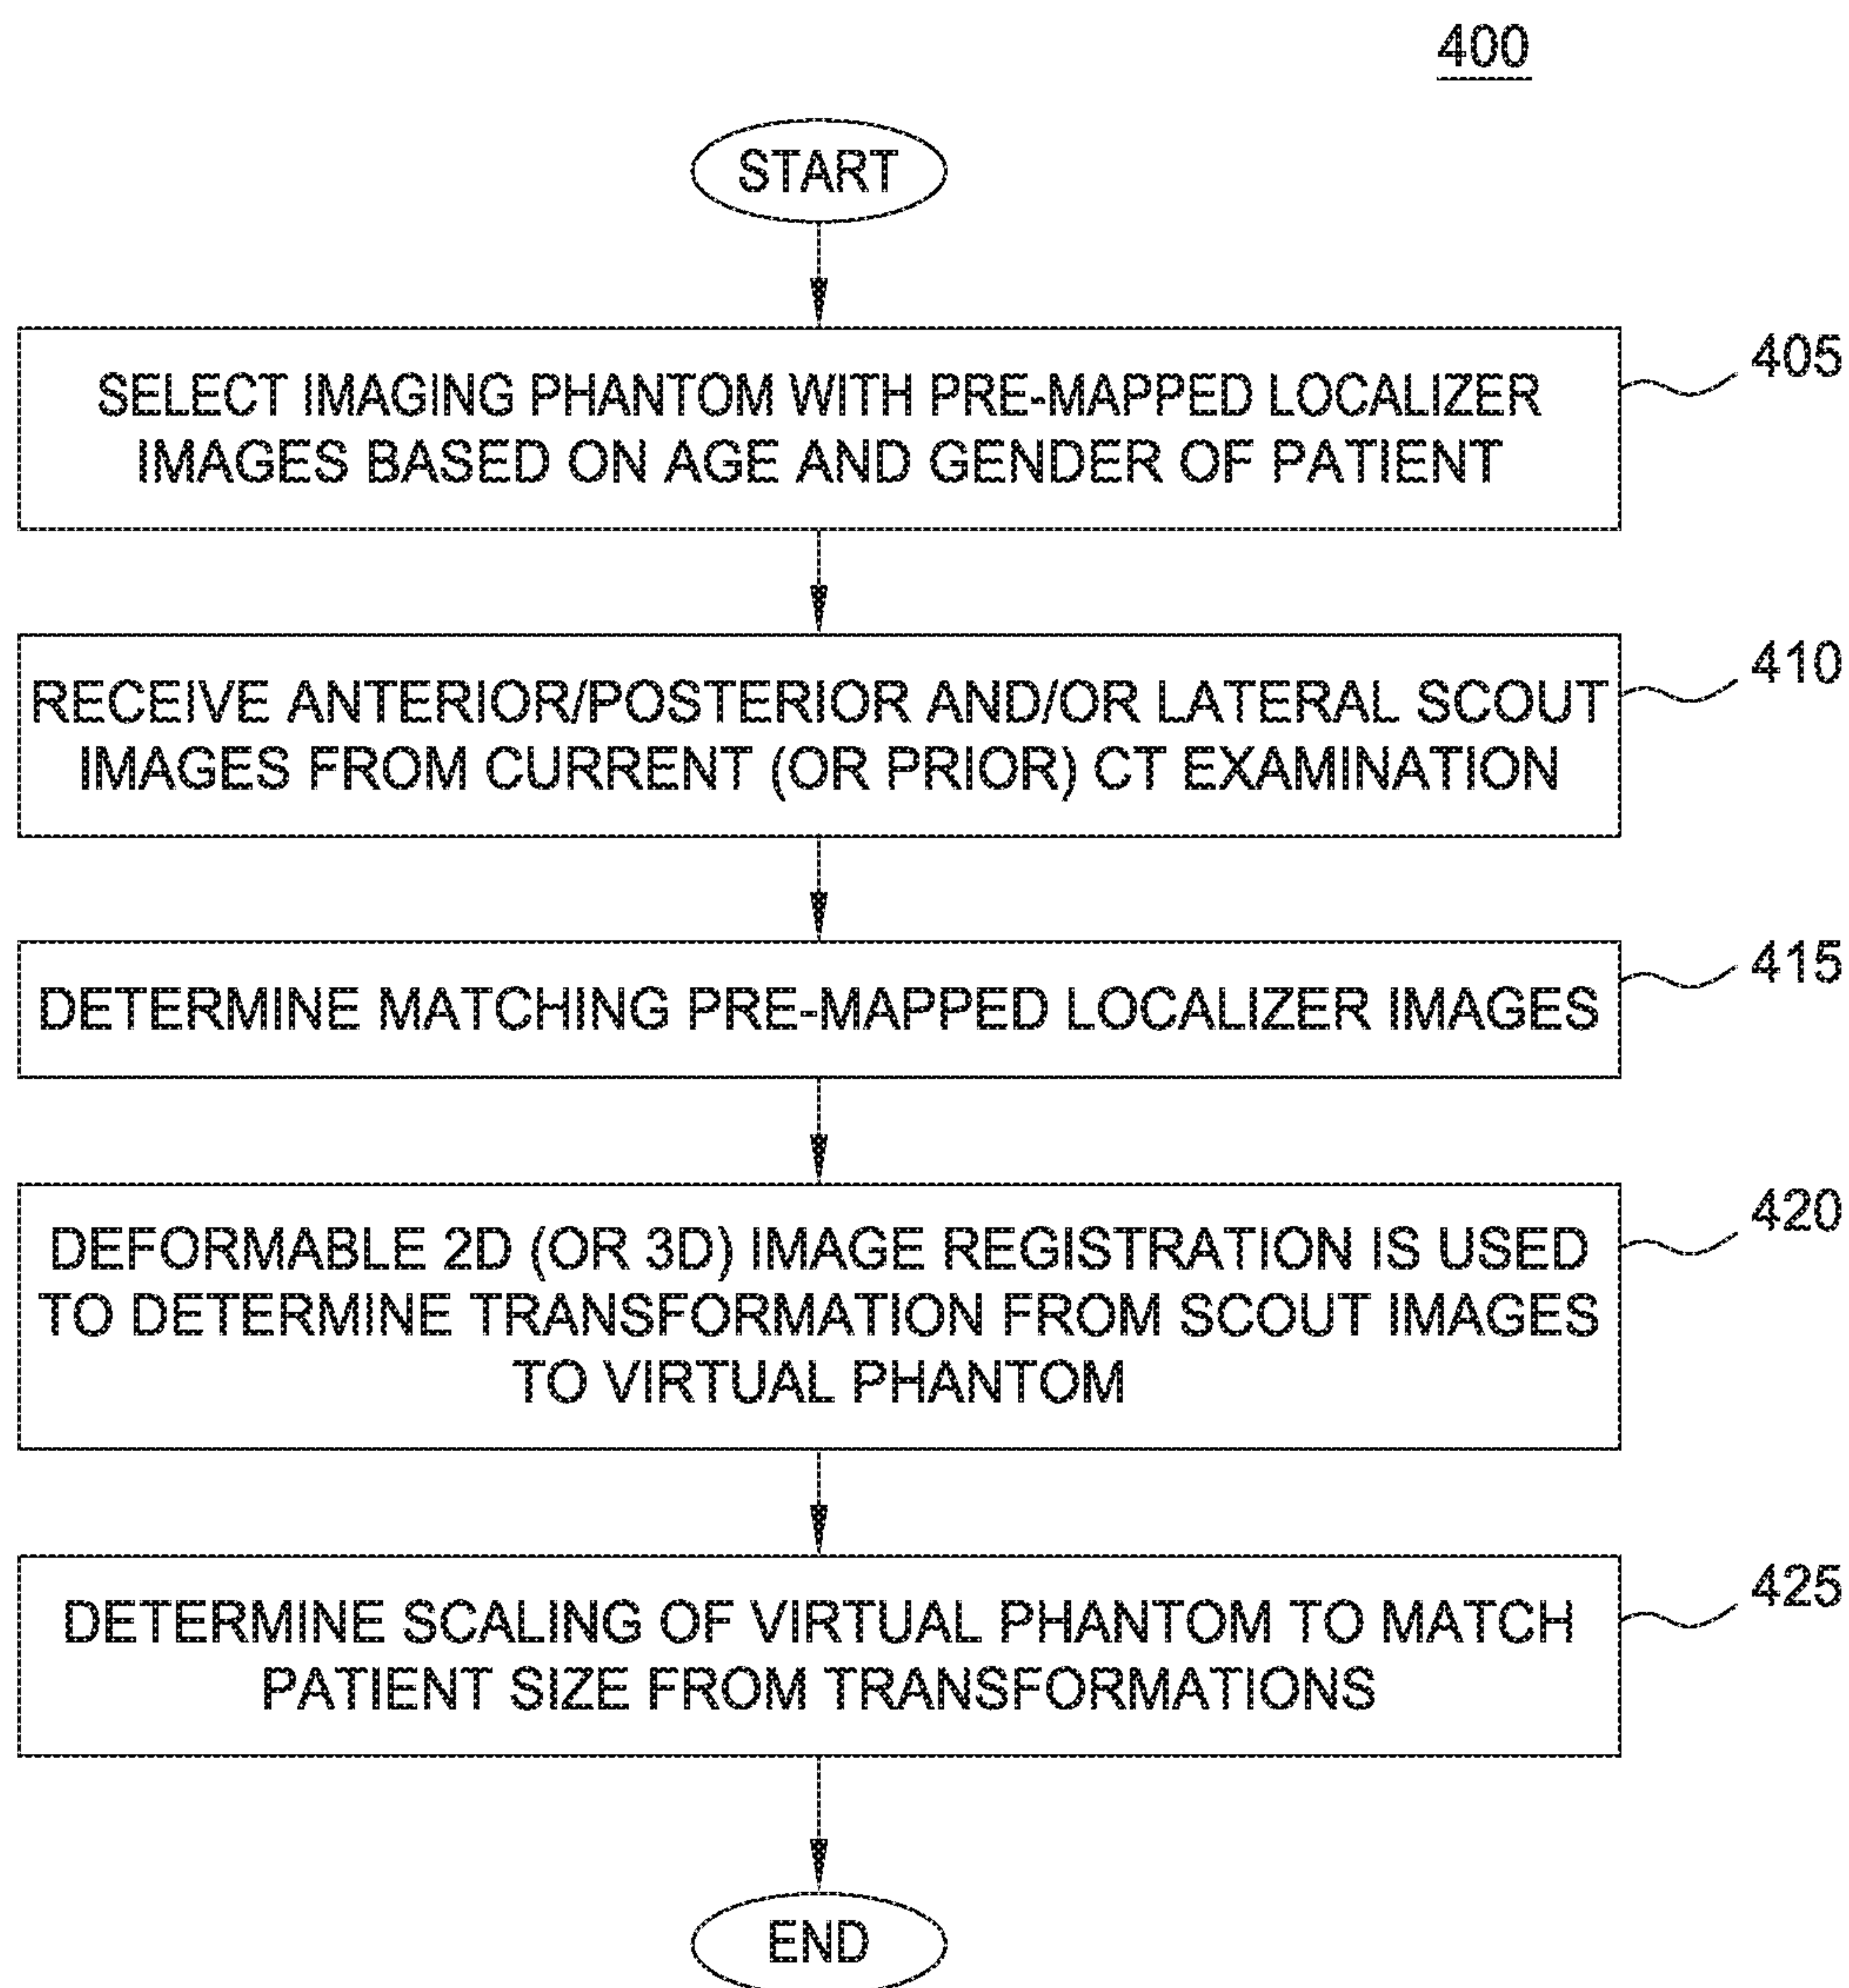 400
START
SELECT IMAGING PHANTOM WITH PRE-MAPPED LOCALIZER
IMAGES BASED ON AGE AND GENDER OF PATIENT
405
RECEIVE ANTERIOR/POSTERIOR AND/OR LATERAL SCOUT
IMAGES FROM CURRENT (OR PRIOR) CT EXAMINATION
410
DETERMINE MATCHING PRE-MAPPED LOCALIZER IMAGES
415
DEFORMABLE 2D (OR 3D) IMAGE REGISTRATION IS USED
TO DETERMINE TRANSFORMATION FROM SCOUT IMAGES
TO VIRTUAL PHANTOM
420
DETERMINE SCALING OF VIRTUAL PHANTOM TO MATCH
PATIENT SIZE FROM TRANSFORMATIONS
425
END